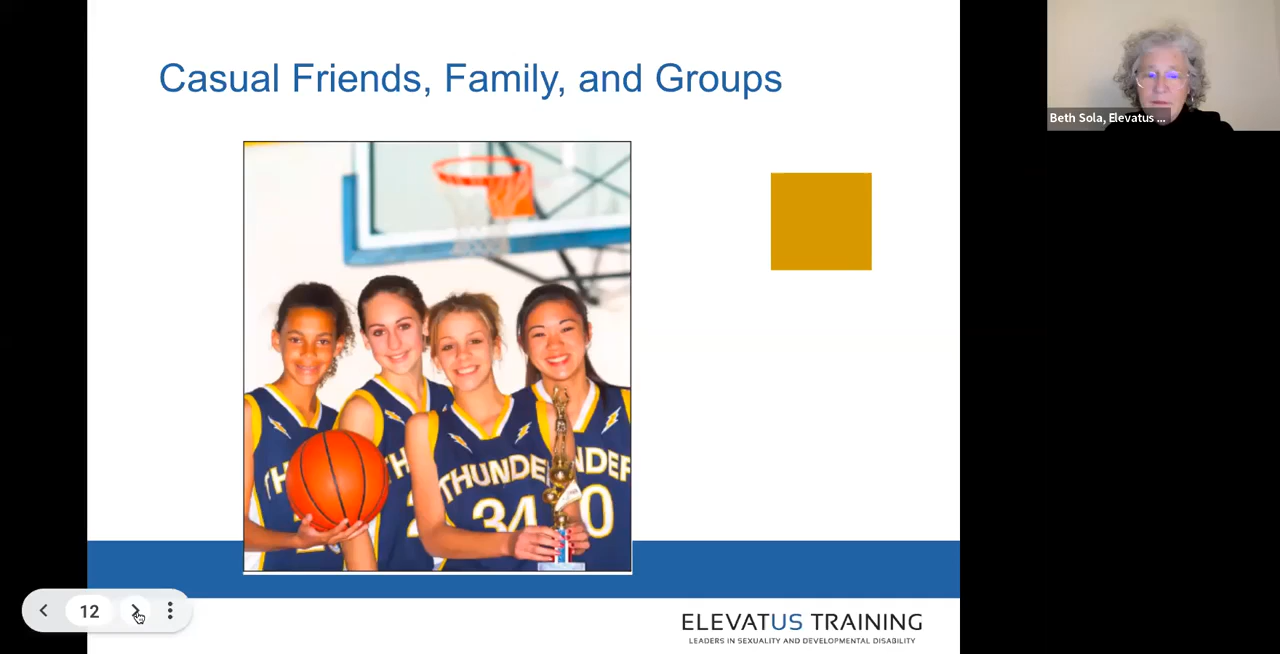 Casual Friends, Family, and Groups
Beth Sola, Elevatus ...
THUNDER
34
0
12
ELEVATUS TRAINING
LEADERS IN SEXUALITY AND DEVELOPMENTAL DISABILITY